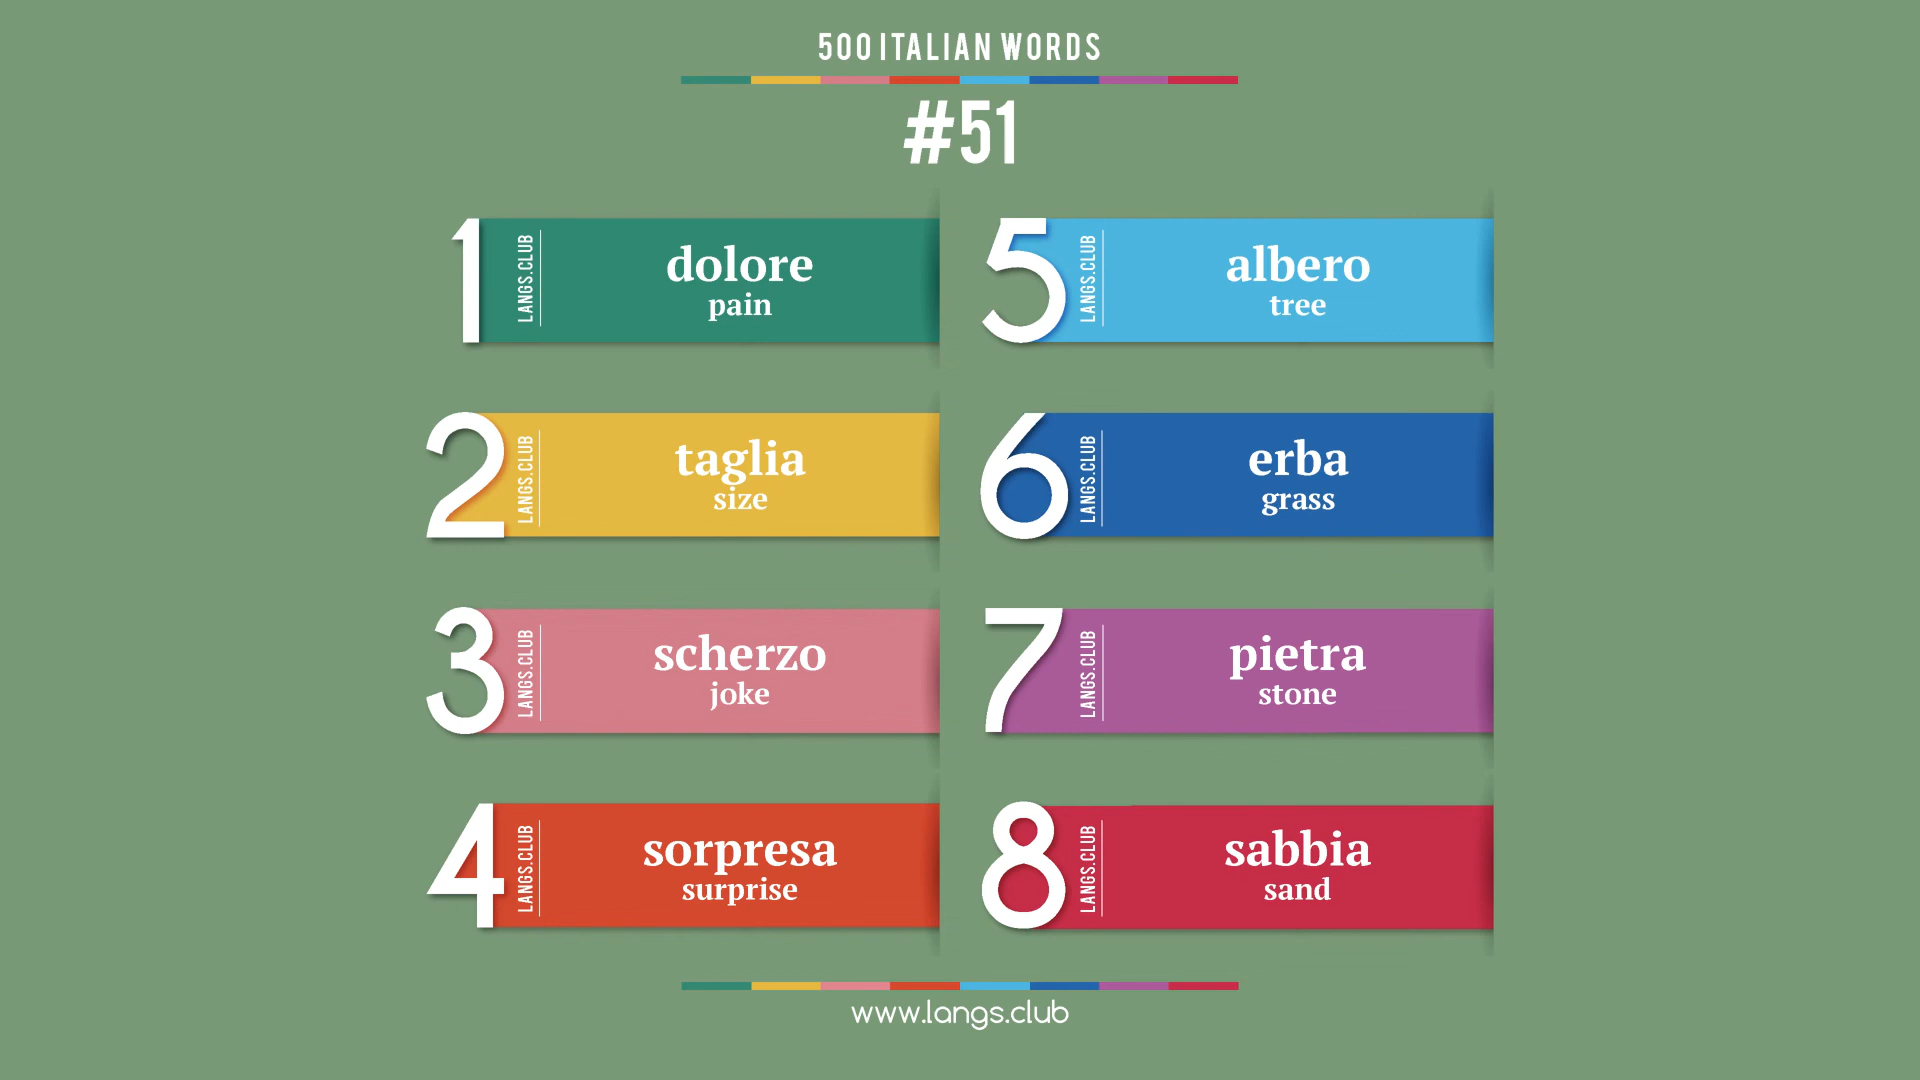 500 ITALIAN WORDS
#51
1
LANGS.CLUB
dolore
pain
2
LANGS.CLUB
taglia
size
3
LANGS.CLUB
scherzo
joke
4
LANGS.CLUB
sorpresa
surprise
5
LANGS.CLUB
albero
tree
6
LANGS.CLUB
erba
grass
7
LANGS.CLUB
pietra
stone
8
LANGS.CLUB
sabbia
sand
www.langs.club